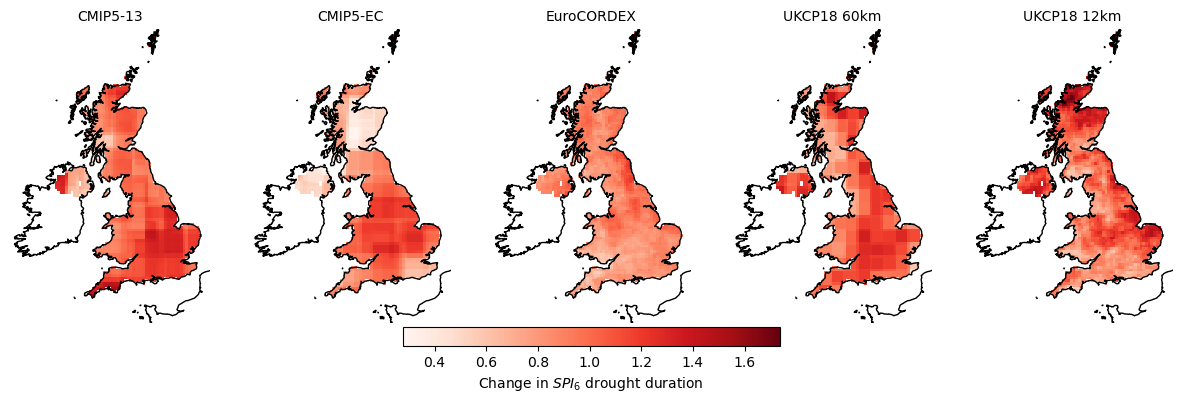 CMIP5-13
CMIP5-EC
EuroCORDEX
UKCP18 60km
UKCP18 12km
0.4 0.6 0.8 1.0 1.2 1.4 1.6
Change in SPI₆ drought duration